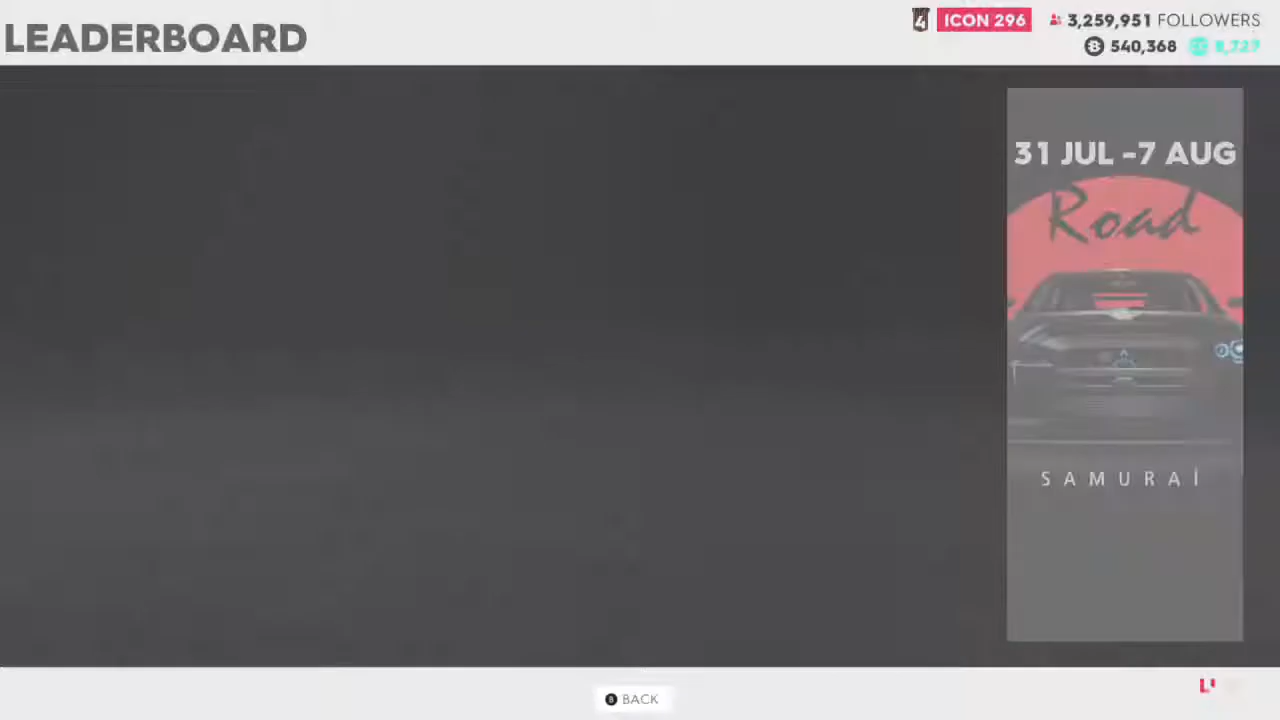 LEADERBOARD
4 ICON 296 3,259,951 FOLLOWERS
540,368
31 JUL -7 AUG
Road
SAMURAİ
B BACK